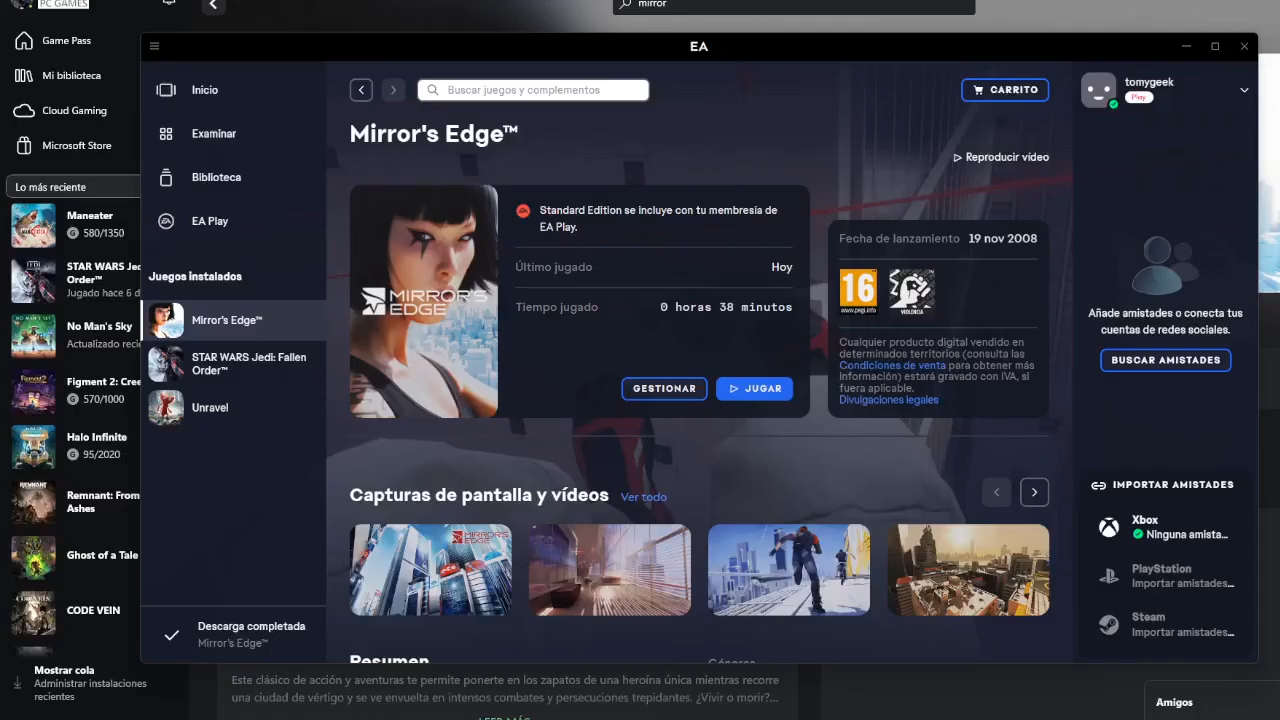 PC GAMES
mirror
Game Pass
Mi biblioteca
Cloud Gaming
Microsoft Store
Lo más reciente
Maneater
580/1350
STAR WARS Jed
Order™
Jugado hace 6 d
No Man's Sky
Actualizado reci
Figment 2: Cree
570/1000
Halo Infinite
95/2020
Remnant: From
Ashes
Ghost of a Tale
CODE VEIN
Mostrar cola
Administrar instalaciones
recientes
EA
Inicio
Examinar
Biblioteca
EA Play
Juegos instalados
Mirror's Edge™
STAR WARS Jedi: Fallen
Order™
Unravel
Descarga completada
Mirror's Edge™
Buscar juegos y complementos
CARRITO
Mirror's Edge™
Reproducir vídeo
MIRROR'S
EDGE
Standard Edition se incluye con tu membresía de
EA Play.
Último jugado Hoy
Tiempo jugado 0 horas 38 minutos
GESTIONAR
JUGAR
Fecha de lanzamiento 19 nov 2008
16
www.pegi.info
VIOLENCIA
Cualquier producto digital vendido en
determinados territorios (consulta las
Condiciones de venta para obtener más
información) estará gravado con IVA, si
fuera aplicable.
Divulgaciones legales
Capturas de pantalla y vídeos
Ver todo
MIRROR'S
EDGE
Resumen
Géneros
tomygeek
Play
Añade amistades o conecta tus
cuentas de redes sociales.
BUSCAR AMISTADES
IMPORTAR AMISTADES
Xbox
Ninguna amista...
PlayStation
Importar amistades...
Steam
Importar amistades...
Este clásico de acción y aventuras te permite ponerte en los zapatos de una heroína única mientras recorre
una ciudad de vértigo y se ve envuelta en intensos combates y persecuciones trepidantes. ¿Vivir o morir?...
LEER MÁS
Amigos